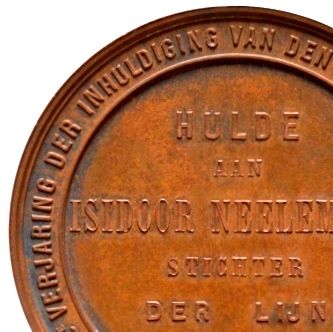 VERJARING DER INHULDIGING VAN DEN
HULDE
AAN
ISIDOOR NEELEM
STICHTER
DER LIJN